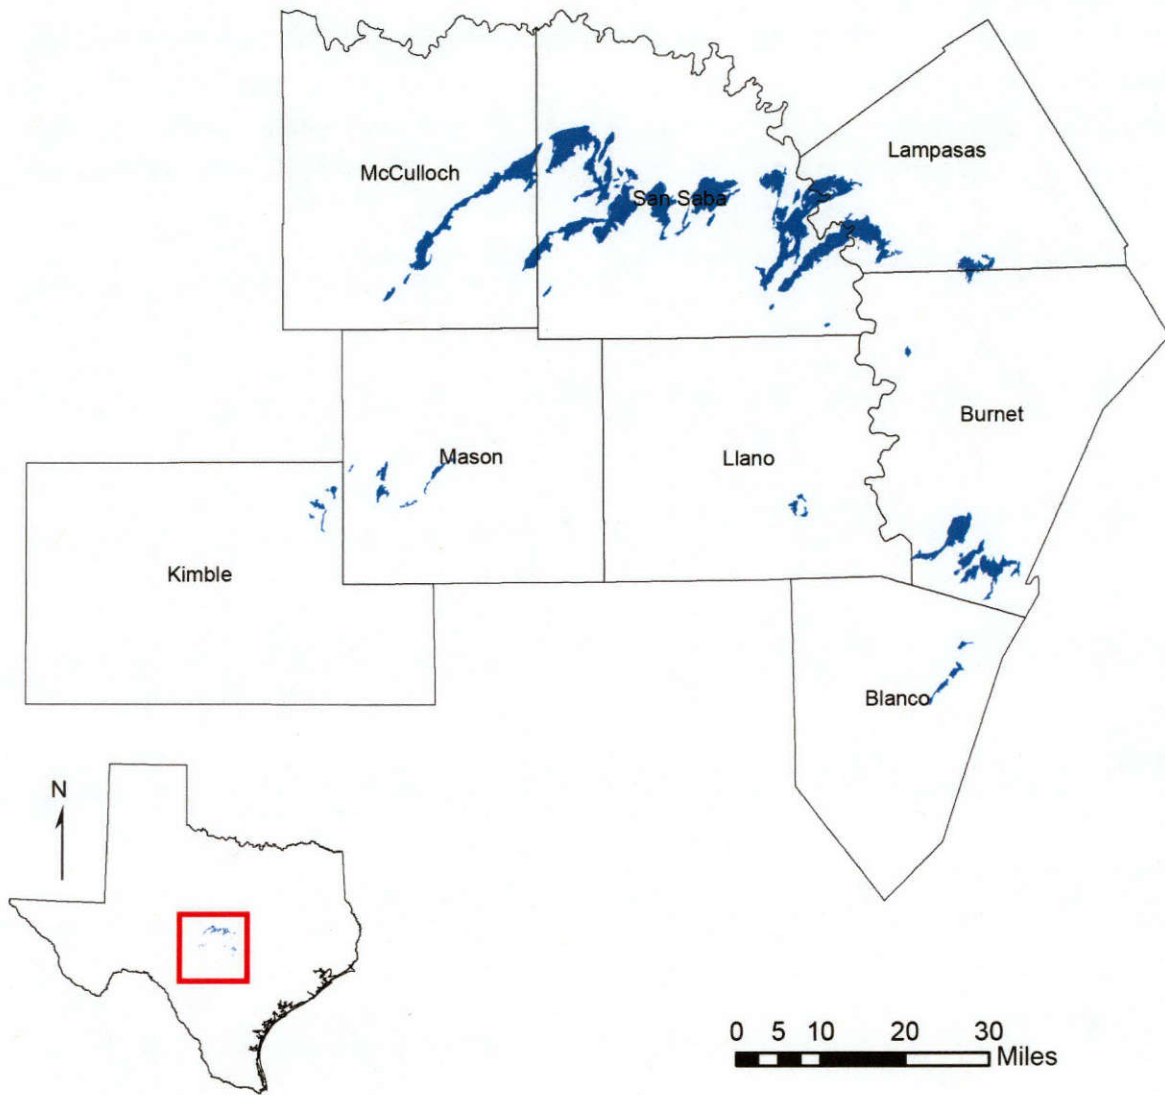 Lampasas
McCulloch
San Saba
Burnet
Mason
Llano
Kimble
Blanco
N
0 5 10 20 30
Miles